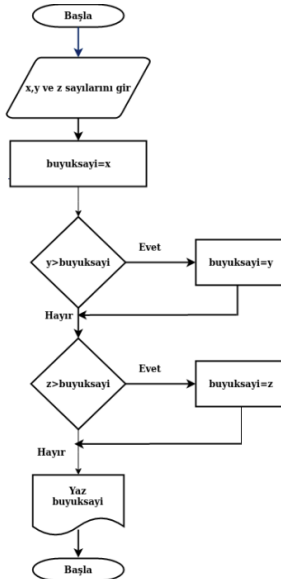 Başla
x,y ve z sayılarını gir
buyuksayi=x
y>buyuksayi
Evet
buyuksayi=y
Hayır
z>buyuksayi
Evet
buyuksayi=z
Hayır
Yaz
buyuksayi
Başla